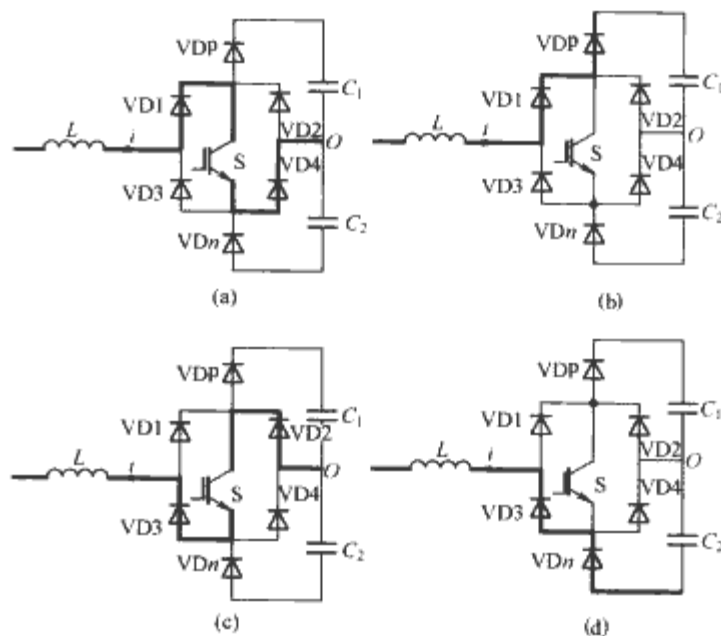 VDP
VD1
C1
L
i
VD2
O
S
VD4
VD3
C2
VDn
(a)
VDP
VD1
C1
L
i
VD2
O
S
VD4
VD3
C2
VDn
(b)
VDP
VD1
C1
VD2
L
i
O
S
VD4
VD3
C2
VDn
(c)
VDP
VD1
C1
VD2
L
i
O
S
VD4
VD3
C2
VDn
(d)